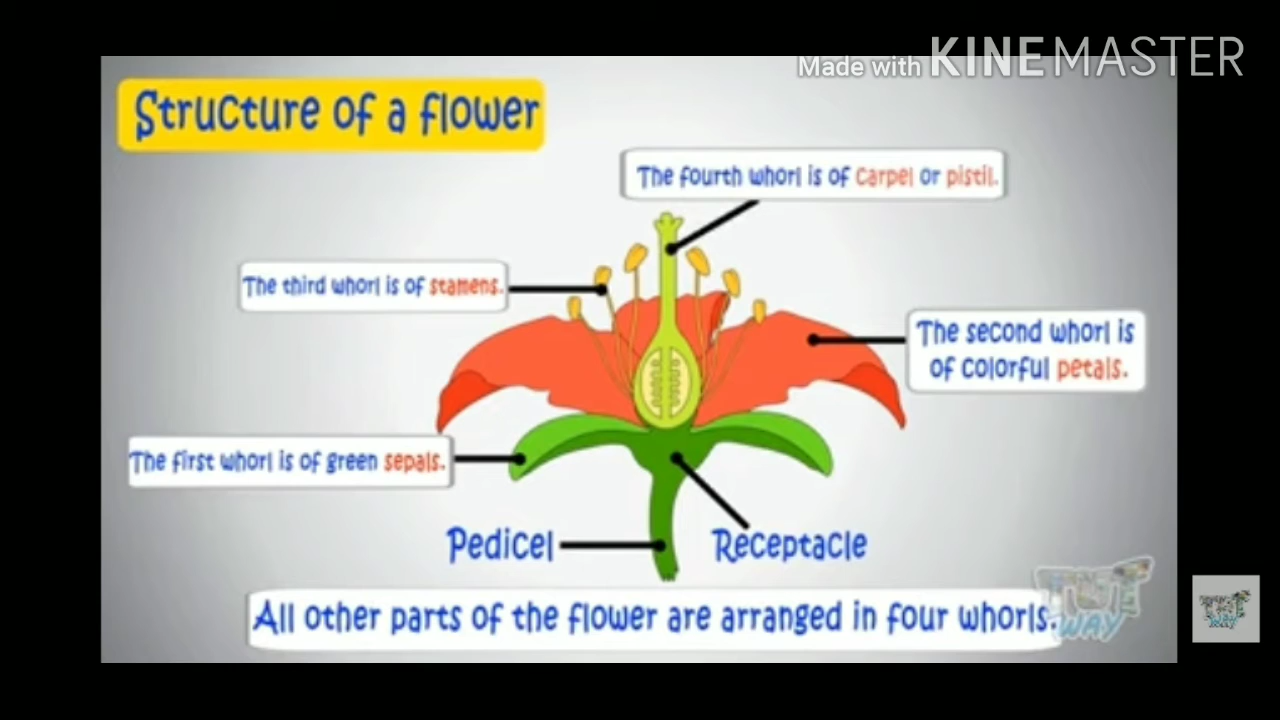 Made with KINEMASTER
Structure of a flower
The fourth whorl is of carpel or pistil.
The third whorl is of stamens.
The second whorl is
of colorful petals.
The first whorl is of green sepals.
Pedicel
Receptacle
All other parts of the flower are arranged in four whorls.
WAY